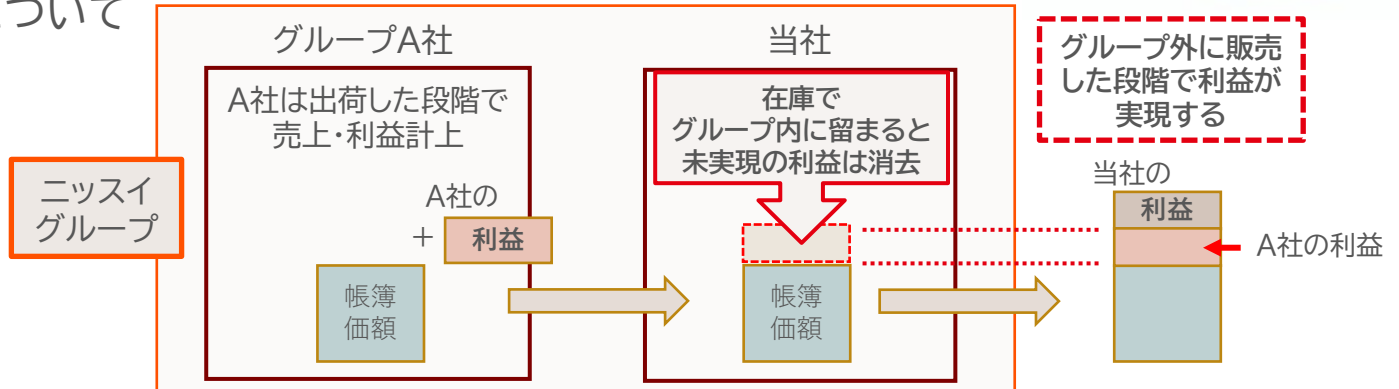 ついて
グループA社
当社
グループ外に販売
した段階で利益が
実現する
A社は出荷した段階で
売上・利益計上
在庫で
グループ内に留まると
未実現の利益は消去
ニッスイ
グループ
A社の
＋
利益
帳簿
価額
帳簿
価額
当社の
利益
A社の利益